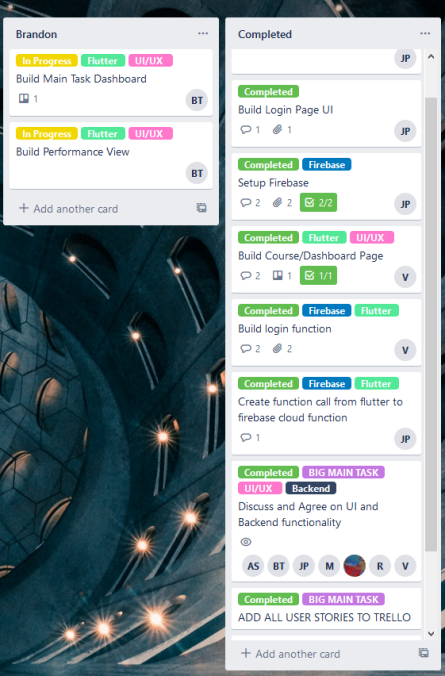 Brandon
In Progress Flutter UI/UX
Build Main Task Dashboard
1
BT
In Progress Flutter UI/UX
Build Performance View
BT
+ Add another card
Completed
JP
Completed
Build Login Page UI
1 1
JP
Completed Firebase
Setup Firebase
2 2 2/2
JP
Completed Flutter UI/UX
Build Course/Dashboard Page
2 1 1/1
V
Completed Firebase Flutter
Build login function
2 2
V
Completed Firebase Flutter
Create function call from flutter to
firebase cloud function
1
JP
Completed BIG MAIN TASK
UI/UX Backend
Discuss and Agree on UI and
Backend functionality
AS BT JP M R V
Completed BIG MAIN TASK
ADD ALL USER STORIES TO TRELLO
+ Add another card